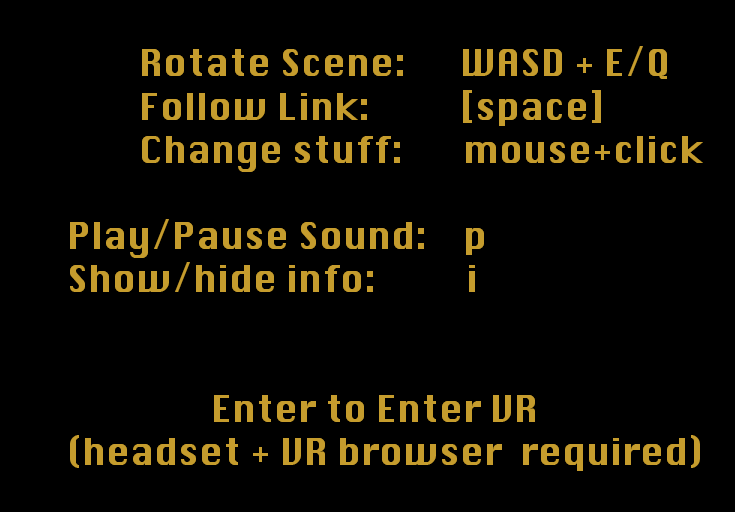 Rotate Scene: WASD + E/Q
Follow Link: [space]
Change stuff: mouse+click
Play/Pause Sound: p
Show/hide info: i
Enter to Enter VR
(headset + VR browser required)